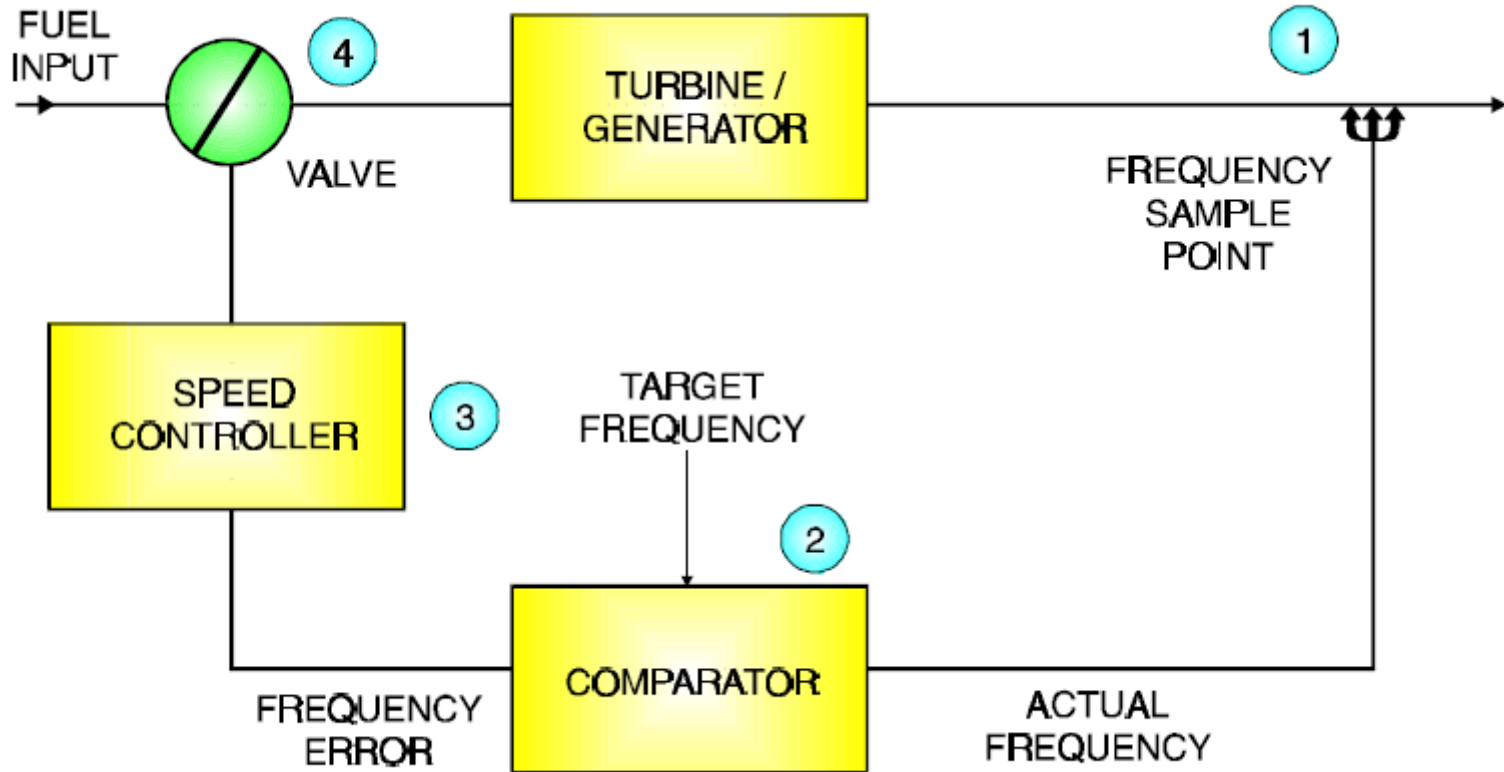 FUEL
INPUT
4
VALVE
TURBINE /
GENERATOR
1
FREQUENCY
SAMPLE
POINT
SPEED
CONTROLLER
3
TARGET
FREQUENCY
2
COMPARATOR
FREQUENCY
ERROR
ACTUAL
FREQUENCY